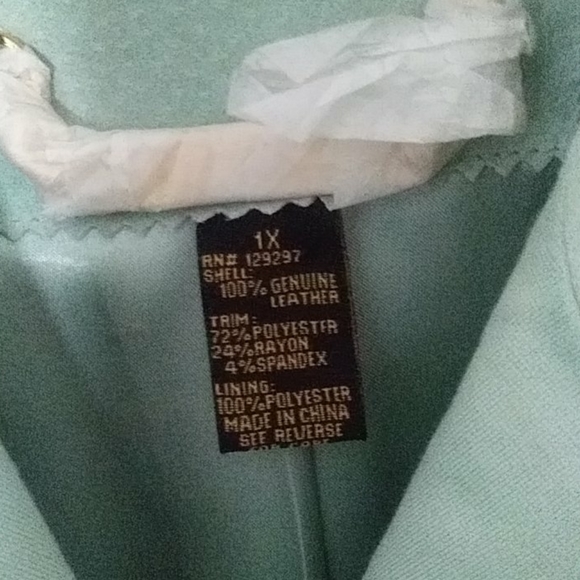 1X
RN# 129297
SHELL:
100% GENUINE
LEATHER
TRIM:
72%POLYESTER
24%RAYON
4%SPANDEX
LINING:
100%POLYESTER
MADE IN CHINA
SEE REVERSE